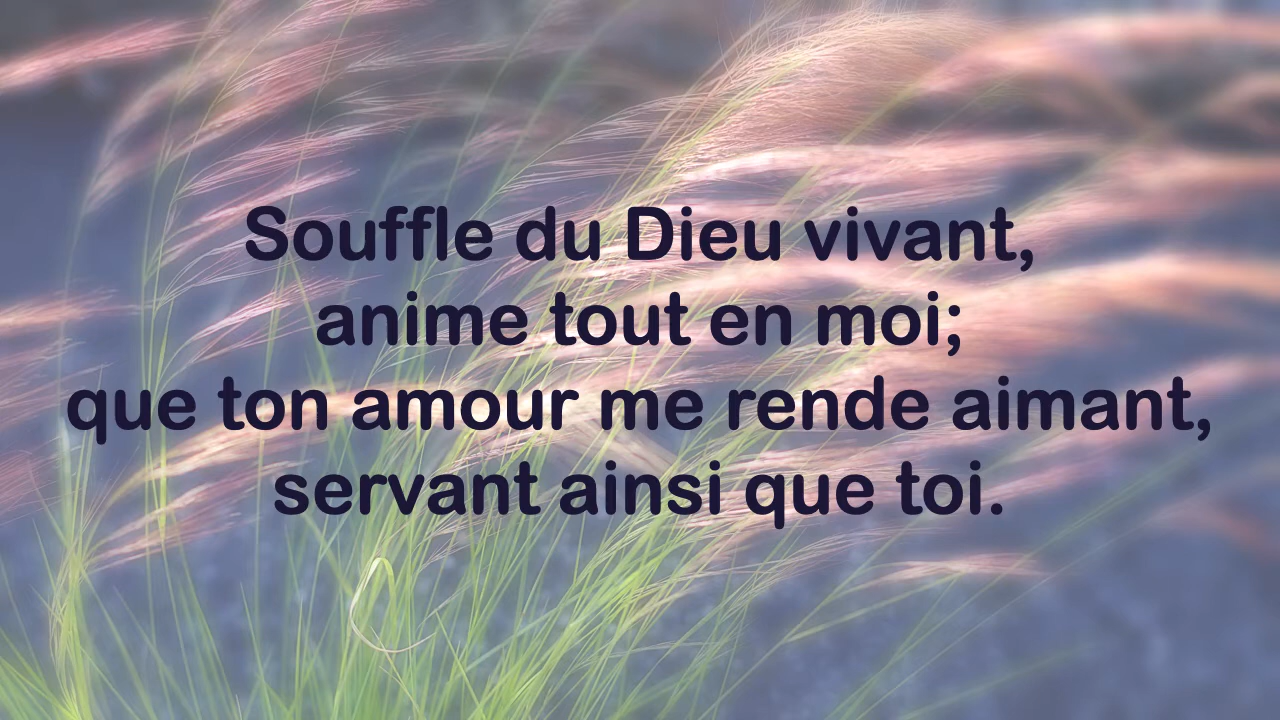 Souffle du Dieu vivant,
anime tout en moi;
que ton amour me rende aimant,
servant ainsi que toi.